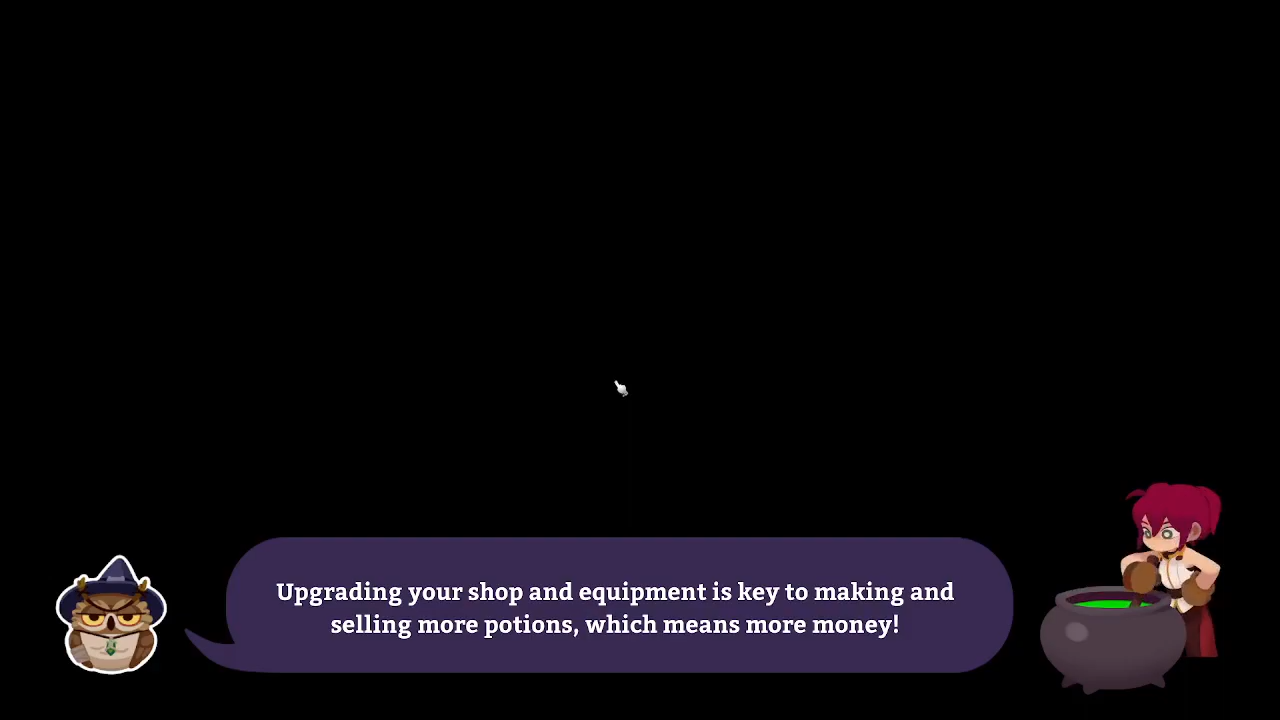 Upgrading your shop and equipment is key to making and
selling more potions, which means more money!